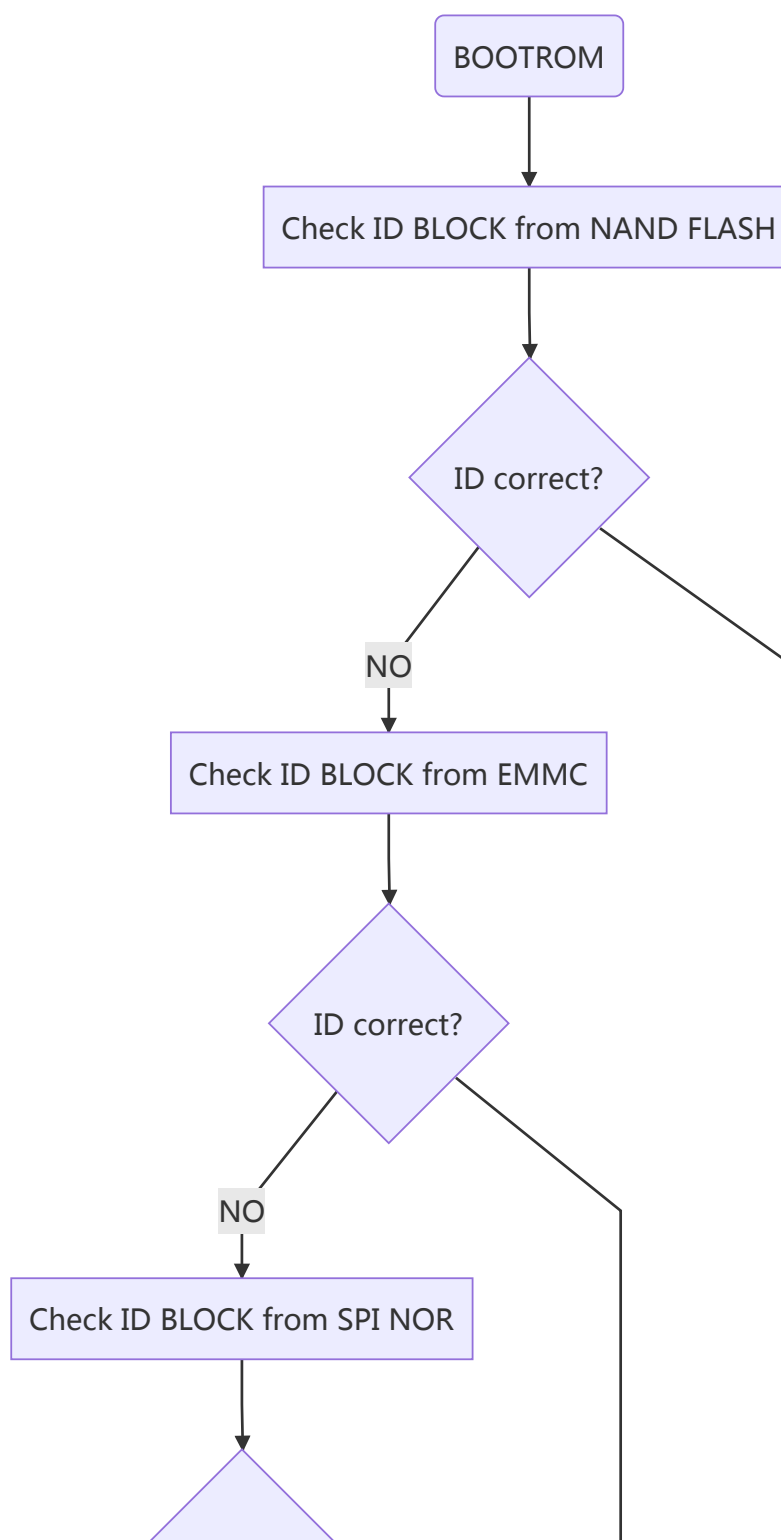 BOOTROM
Check ID BLOCK from NAND FLASH
ID correct?
NO
Check ID BLOCK from EMMC
ID correct?
NO
Check ID BLOCK from SPI NOR